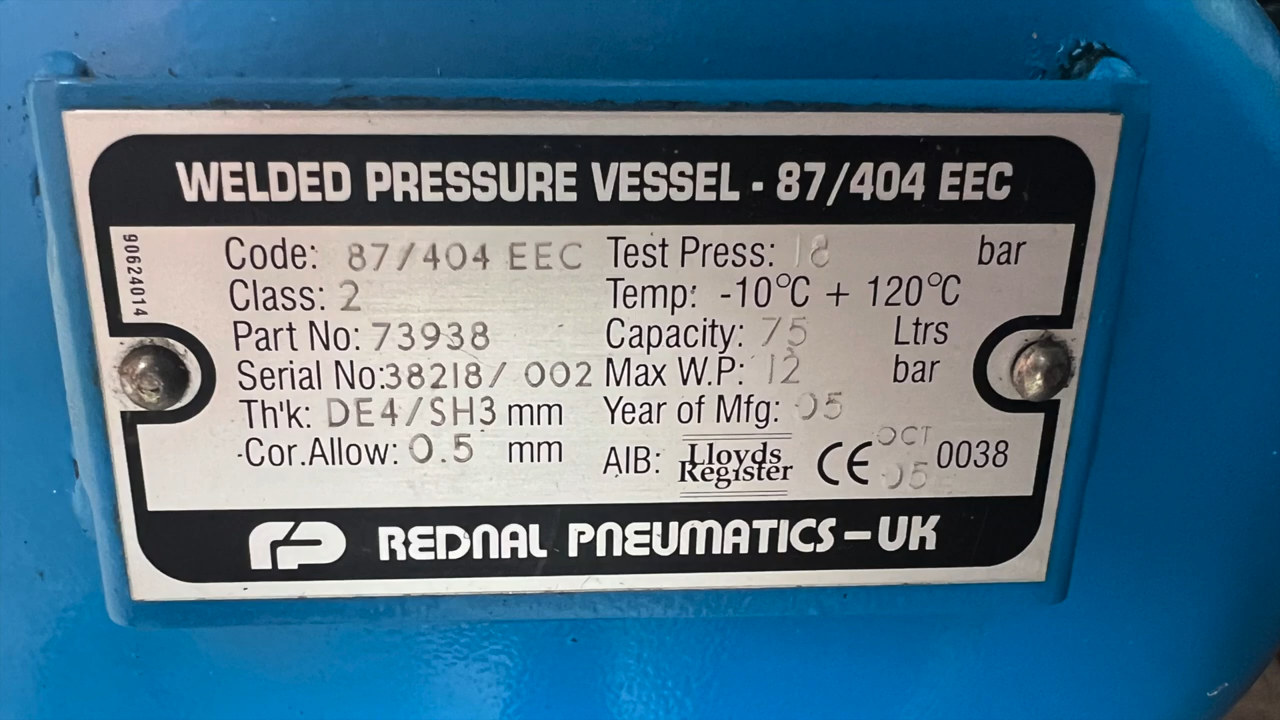 WELDED PRESSURE VESSEL - 87/404 EEC
90624014
Code: 87/404 EEC
Class: 2
Part No: 73938
Serial No:38218/ 002
Th'k: DE4/SH3 mm
Cor.Allow: 0.5 mm
Test Press: 18 bar
Temp: -10°C + 120°C
Capacity: 75 Ltrs
Max W.P: 12 bar
Year of Mfg: 05
AIB: Lloyds Register CE OCT 05 0038
REDNAL PNEUMATICS – UK